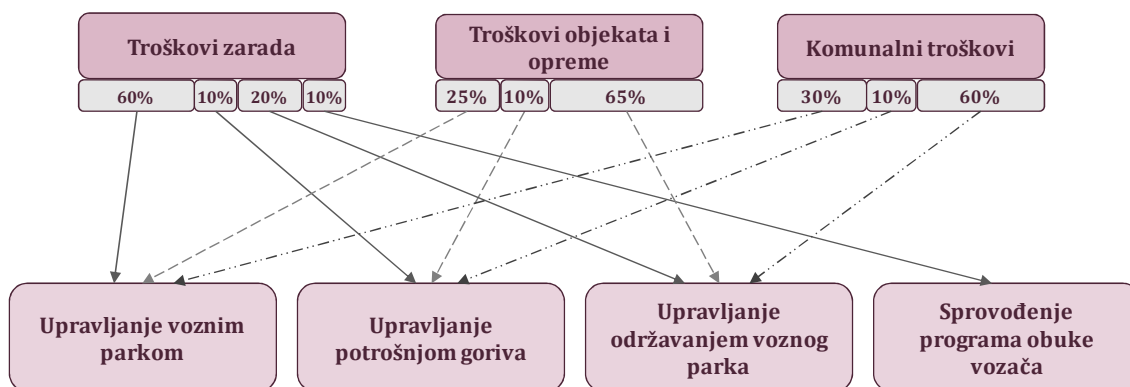 Troškovi zarada
Troškovi objekata i
opreme
Komunalni troškovi
60% 10% 20% 10%
25% 10% 65%
30% 10% 60%
Upravljanje voznim
parkom
Upravljanje
potrošnjom goriva
Upravljanje
održavanjem voznog
parka
Sprovođenje
programa obuke
vozača